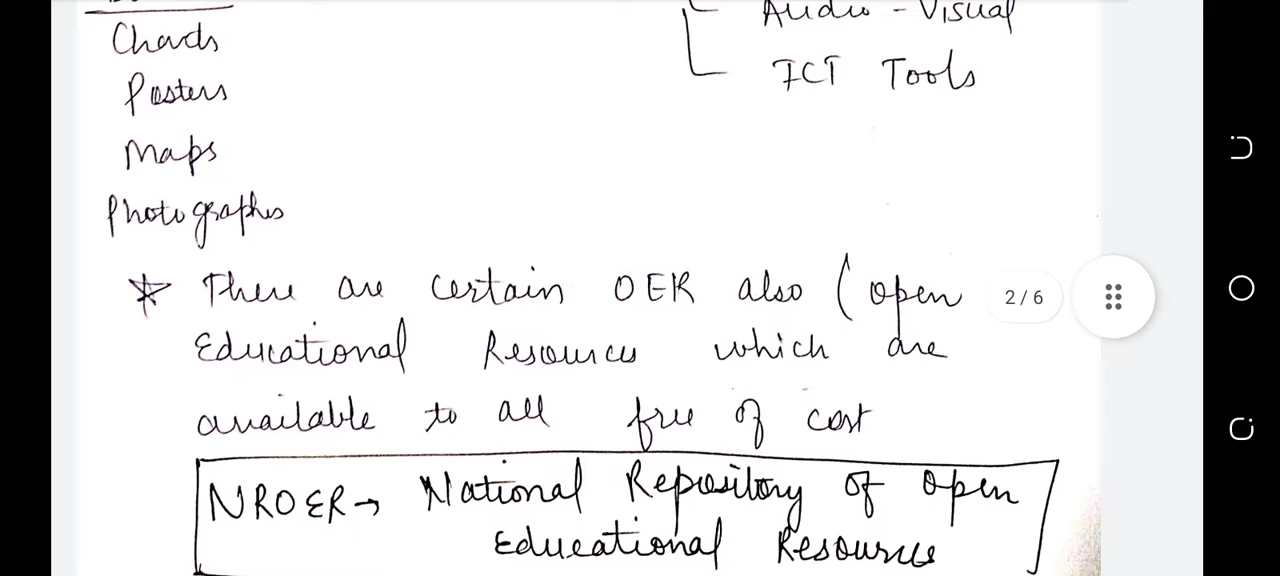 Audio - Visual
ICT Tools
Charts
Posters
Maps
Photographs
☆ There are certain OER also ( open
Educational Resources which are
available to all free of cost
NROER → National Repository of Open
Educational Resources
2/6